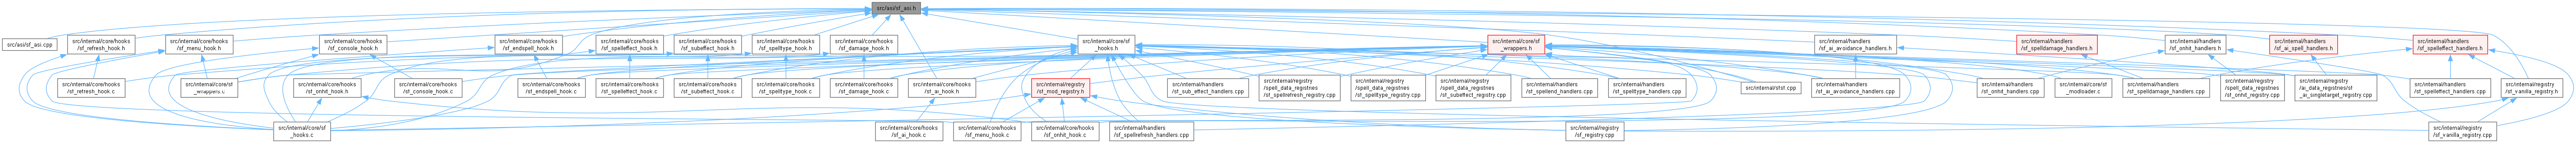 src/asi/sf_asi.h
src/asi/sf_asi.cpp
src/internal/core/hooks
/sf_refresh_hook.h
src/internal/core/hooks
/sf_menu_hook.h
src/internal/core/hooks
/sf_console_hook.h
src/internal/core/hooks
/sf_endspell_hook.h
src/internal/core/hooks
/sf_spelleffect_hook.h
src/internal/core/hooks
/sf_subeffect_hook.h
src/internal/core/hooks
/sf_spelltype_hook.h
src/internal/core/hooks
/sf_damage_hook.h
src/internal/core/sf
_hooks.h
src/internal/core/sf
_wrappers.h
src/internal/handlers
/sf_ai_avoidance_handlers.h
src/internal/handlers
/sf_spelldamage_handlers.h
src/internal/handlers
/sf_onhit_handlers.h
src/internal/handlers
/sf_ai_spell_handlers.h
src/internal/handlers
/sf_spelleffect_handlers.h
src/internal/core/hooks
/sf_refresh_hook.c
src/internal/core/sf
_wrappers.c
src/internal/core/hooks
/sf_onhit_hook.h
src/internal/core/hooks
/sf_console_hook.c
src/internal/core/hooks
/sf_endspell_hook.c
src/internal/core/hooks
/sf_spelleffect_hook.c
src/internal/core/hooks
/sf_subeffect_hook.c
src/internal/core/hooks
/sf_spelltype_hook.c
src/internal/core/hooks
/sf_damage_hook.c
src/internal/core/hooks
/sf_ai_hook.h
src/internal/registry
/sf_mod_registry.h
src/internal/handlers
/sf_sub_effect_handlers.cpp
src/internal/registry
/spell_data_registries
/sf_spellrefresh_registry.cpp
src/internal/registry
/spell_data_registries
/sf_spelltype_registry.cpp
src/internal/registry
/spell_data_registries
/sf_subeffect_registry.cpp
src/internal/handlers
/sf_spellend_handlers.cpp
src/internal/handlers
/sf_spelltype_handlers.cpp
src/internal/sfsf.cpp
src/internal/handlers
/sf_ai_avoidance_handlers.cpp
src/internal/handlers
/sf_onhit_handlers.cpp
src/internal/core/sf
_modloader.c
src/internal/handlers
/sf_spelldamage_handlers.cpp
src/internal/registry
/spell_data_registries
/sf_onhit_registry.cpp
src/internal/registry
/ai_data_registries/sf
_ai_singletarget_registry.cpp
src/internal/handlers
/sf_spelleffect_handlers.cpp
src/internal/registry
/sf_vanilla_registry.h
src/internal/core/sf
_hooks.c
src/internal/core/hooks
/sf_ai_hook.c
src/internal/core/hooks
/sf_menu_hook.c
src/internal/core/hooks
/sf_onhit_hook.c
src/internal/handlers
/sf_spellrefresh_handlers.cpp
src/internal/registry
/sf_registry.cpp
src/internal/registry
/sf_vanilla_registry.cpp